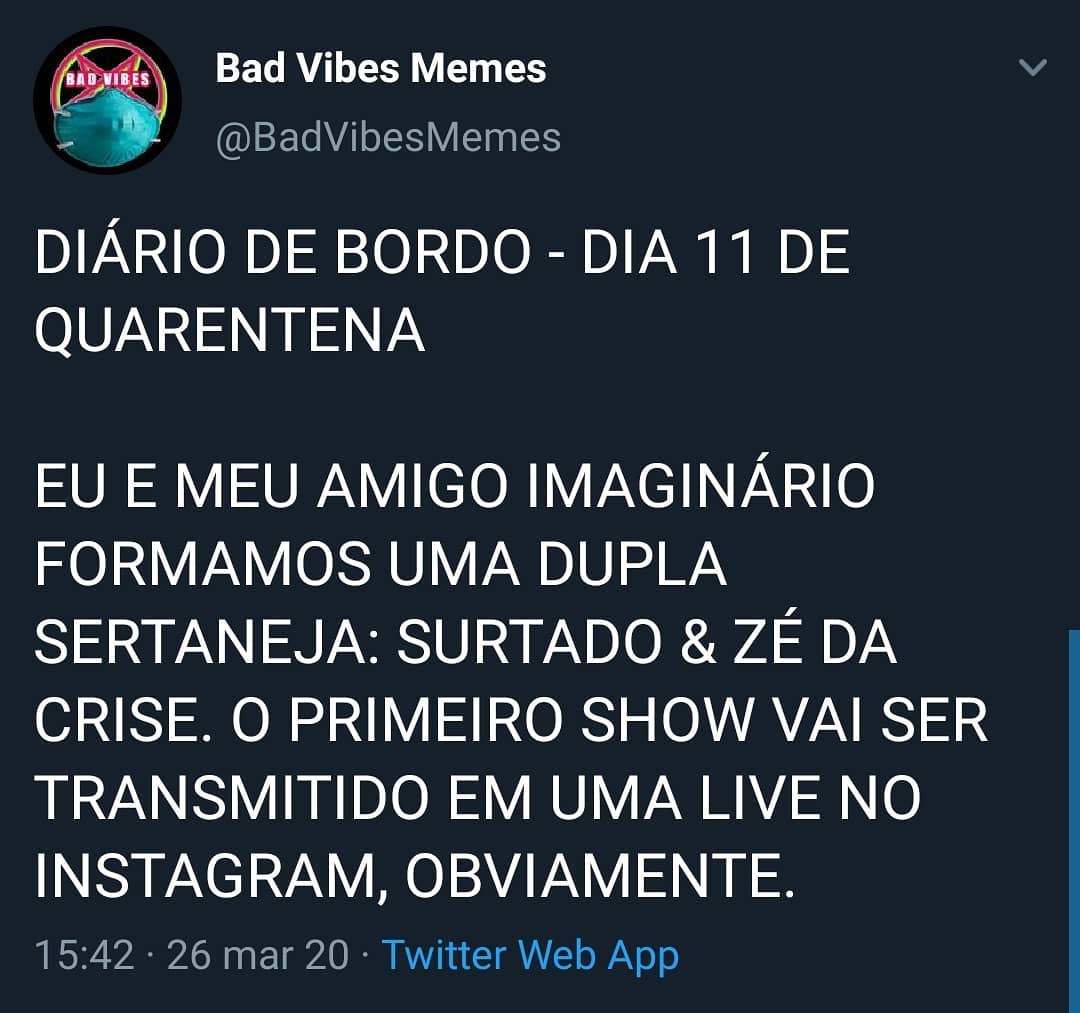 BAD VIBES
Bad Vibes Memes
@BadVibesMemes
DIÁRIO DE BORDO - DIA 11 DE
QUARENTENA
EU E MEU AMIGO IMAGINÁRIO
FORMAMOS UMA DUPLA
SERTANEJA: SURTADO & ZÉ DA
CRISE. O PRIMEIRO SHOW VAI SER
TRANSMITIDO EM UMA LIVE NO
INSTAGRAM, OBVIAMENTE.
15:42 · 26 mar 20 · Twitter Web App